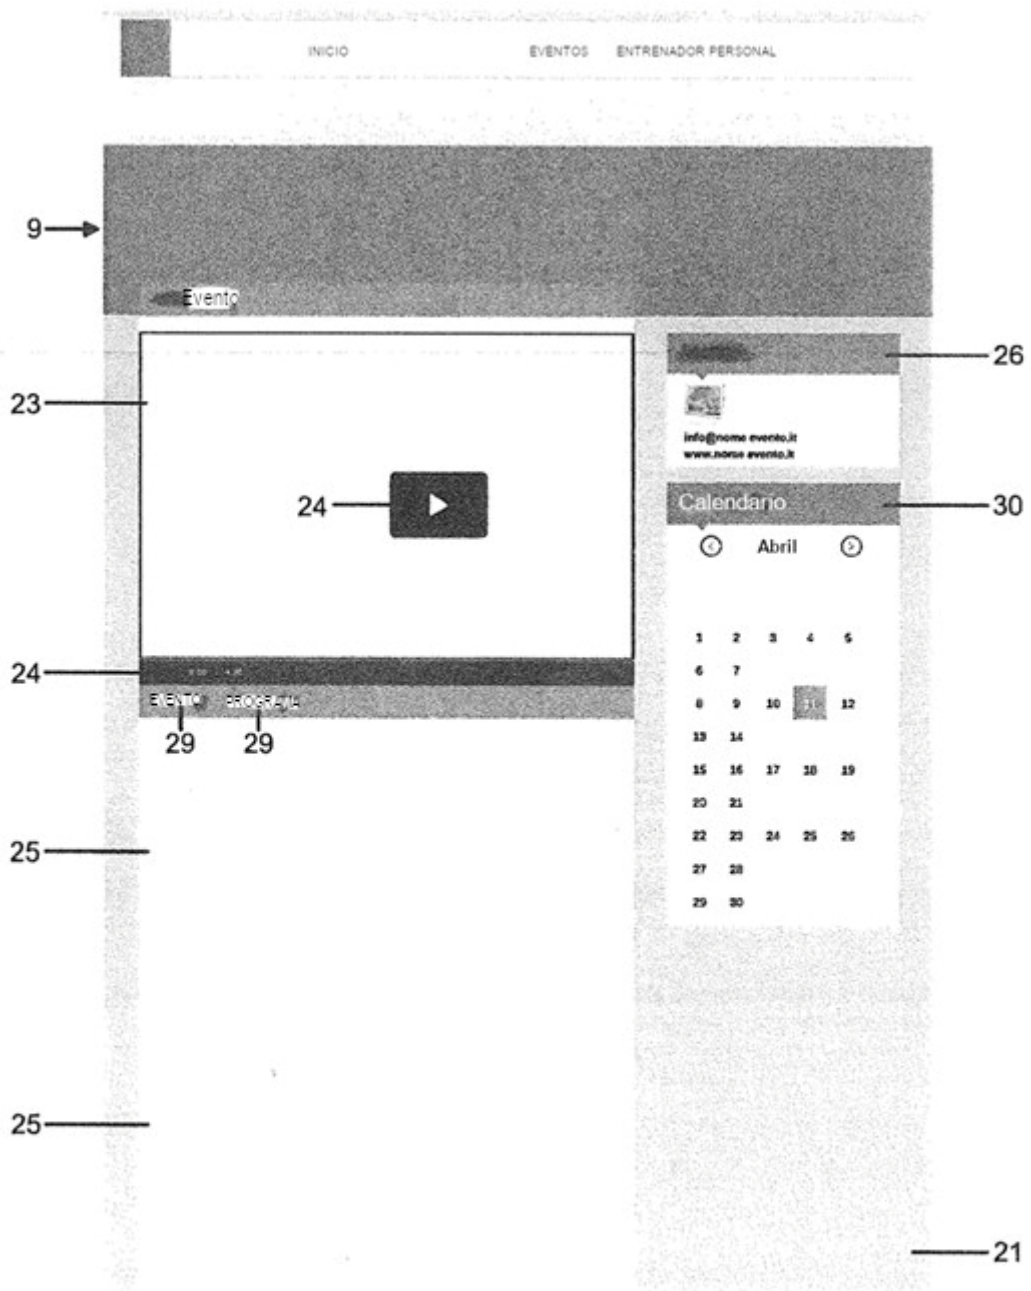 INICIO EVENTOS ENTRENADOR PERSONAL
9
Evento
23
24
24
EVENTO
29 29
25
25
26
info@nome evento.it
www.nome evento.it
Calendario
30
Abril
1 2 3 4 5
6 7
8 9 10 11 12
13 14
15 16 17 18 19
20 21
22 23 24 25 26
27 28
29 30
21